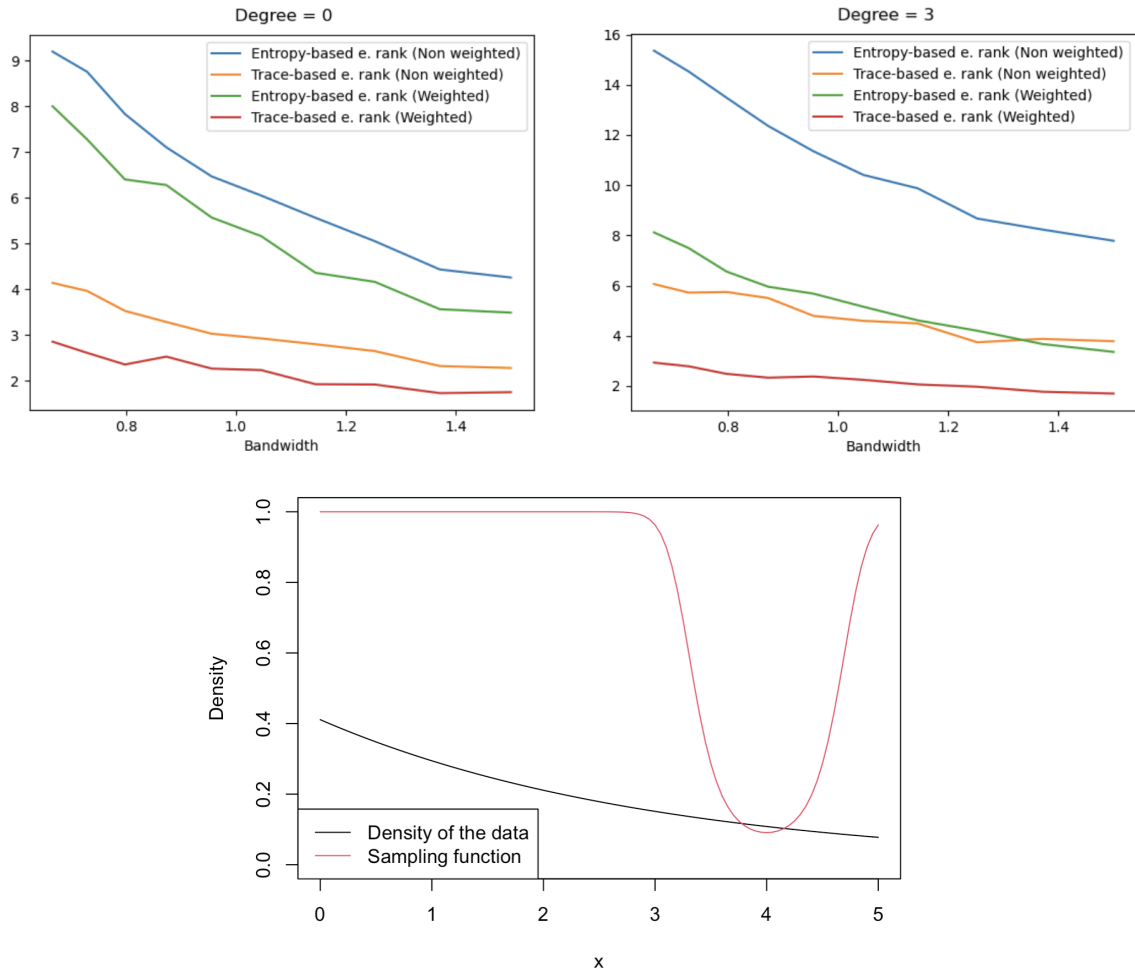 Degree = 0
Entropy-based e. rank (Non weighted)
Trace-based e. rank (Non weighted)
Entropy-based e. rank (Weighted)
Trace-based e. rank (Weighted)
9
8
7
6
5
4
3
2
0.8 1.0 1.2 1.4
Bandwidth
Degree = 3
Entropy-based e. rank (Non weighted)
Trace-based e. rank (Non weighted)
Entropy-based e. rank (Weighted)
Trace-based e. rank (Weighted)
16
14
12
10
8
6
4
2
0.8 1.0 1.2 1.4
Bandwidth
Density
1.0
0.8
0.6
0.4
0.2
0.0
Density of the data
Sampling function
0 1 2 3 4 5
x